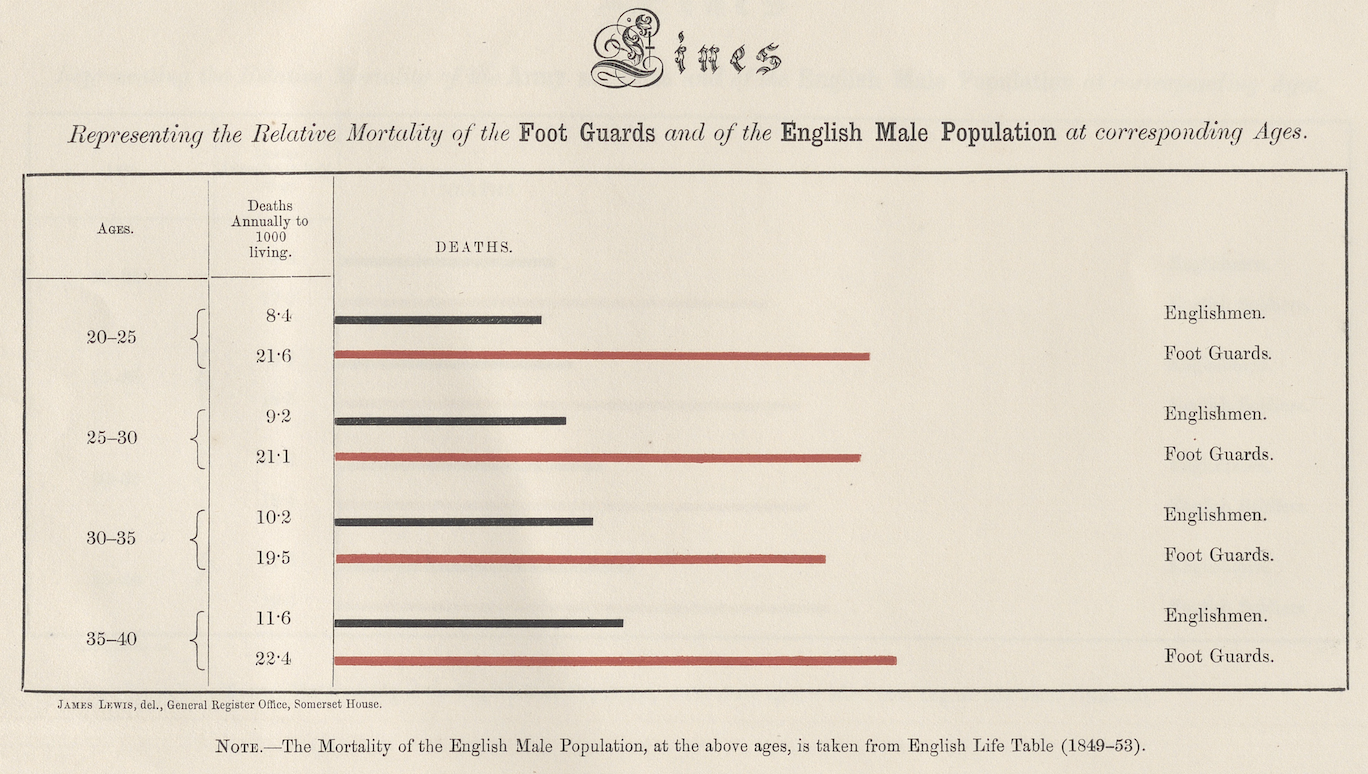 Lines
Representing the Relative Mortality of the Foot Guards and of the English Male Population at corresponding Ages.
AGES.
Deaths
Annually to
1000
living.
DEATHS.
20–25
8·4
Englishmen.
21·6
Foot Guards.
25–30
9·2
Englishmen.
21·1
Foot Guards.
30–35
10·2
Englishmen.
19·5
Foot Guards.
35–40
11·6
Englishmen.
22·4
Foot Guards.
JAMES LEWIS, del., General Register Office, Somerset House.
NOTE.—The Mortality of the English Male Population, at the above ages, is taken from English Life Table (1849–53).